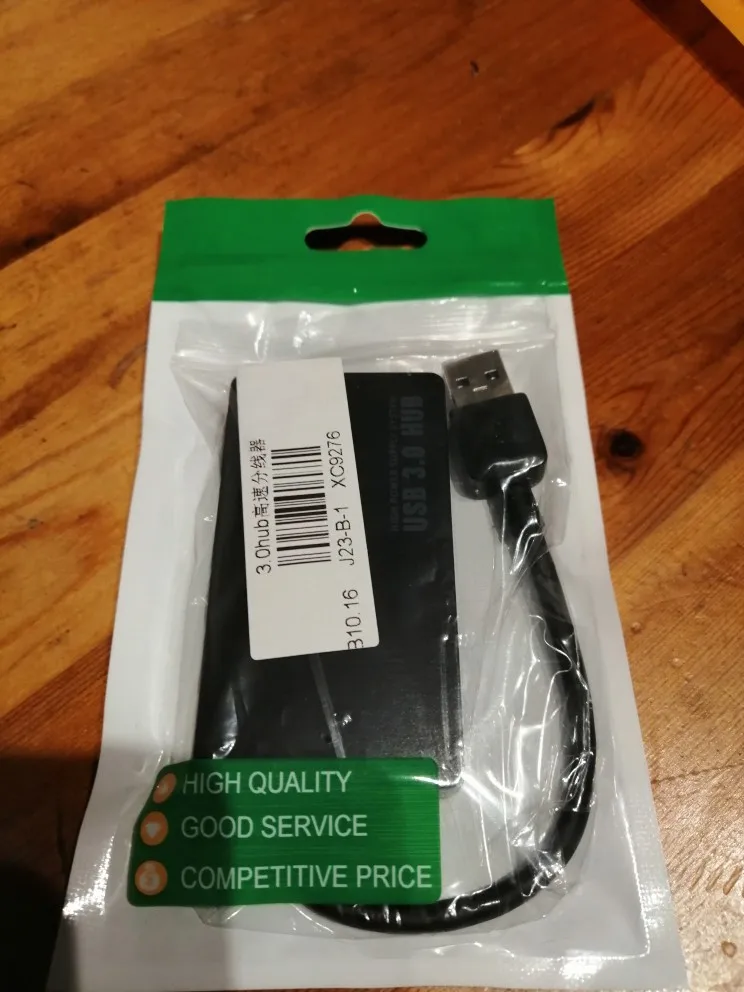 3.0hub高速分线器
J23-B-1 XC9276
B10.16
USB 3.0 HUB
HIGH QUALITY
GOOD SERVICE
COMPETITIVE PRICE